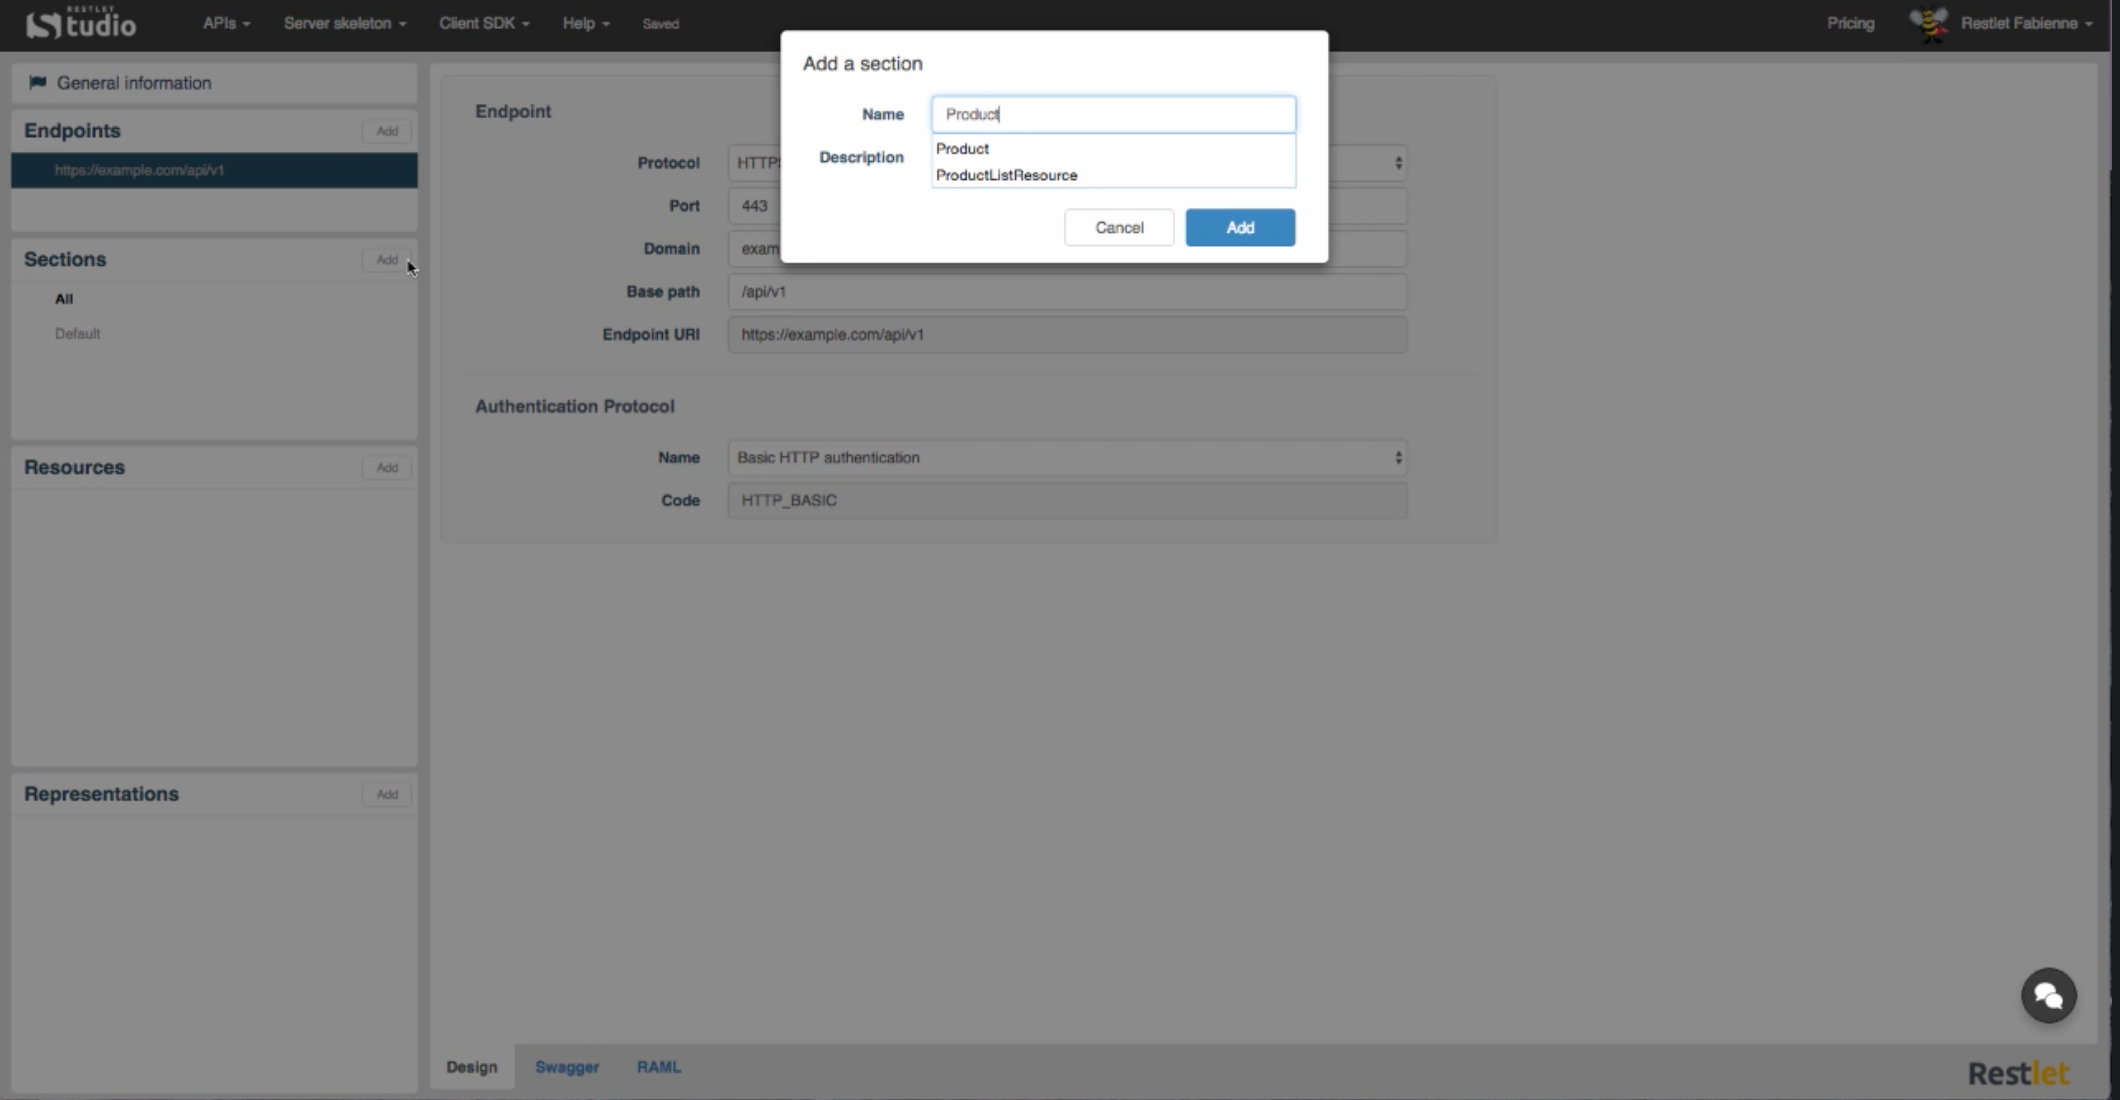 RESTLET
Studio
APIs
Server skeleton
Client SDK
Help
Saved
Pricing
Restlet Fabienne
General information
Endpoints
Add
https://example.com/api/v1
Sections
Add
All
Default
Resources
Add
Representations
Add
Add a section
Name
Product
Product
ProductListResource
Description
Cancel
Add
Endpoint
Protocol
HTTPS
Port
443
Domain
exam
Base path
/api/v1
Endpoint URI
https://example.com/api/v1
Authentication Protocol
Name
Basic HTTP authentication
Code
HTTP_BASIC
Design
Swagger
RAML
Restlet